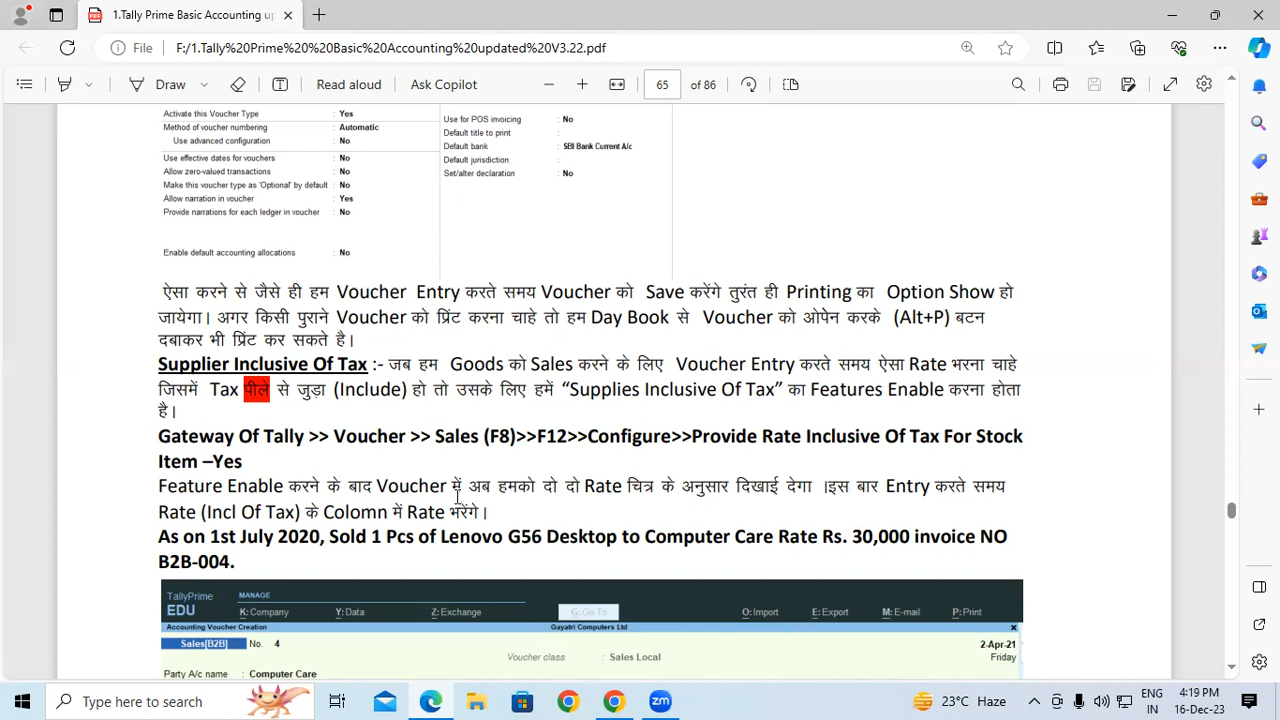 1.Tally Prime Basic Accounting up
File F:/1.Tally%20Prime%20%20Basic%20Accounting%20updated%20V3.22.pdf
Draw Read aloud Ask Copilot 65 of 86
Activate this Voucher Type : Yes
Method of voucher numbering : Automatic
Use advanced configuration : No
Use effective dates for vouchers : No
Allow zero-valued transactions : No
Make this voucher type as 'Optional' by default : No
Allow narration in voucher : Yes
Provide narrations for each ledger in voucher : No
Enable default accounting allocations : No
Use for POS invoicing : No
Default title to print :
Default bank : SBI Bank Current A/c
Default jurisdiction :
Set/alter declaration : No
ऐसा करने से जैसे ही हम Voucher Entry करते समय Voucher को Save करेंगे तुरंत ही Printing का Option Show हो
जायेगा। अगर किसी पुराने Voucher को प्रिंट करना चाहे तो हम Day Book से Voucher को ओपेन करके (Alt+P) बटन
दबाकर भी प्रिंट कर सकते है।
Supplier Inclusive Of Tax :- जब हम Goods को Sales करने के लिए Voucher Entry करते समय ऐसा Rate भरना चाहे
जिसमें Tax पीले से जुड़ा (Include) हो तो उसके लिए हमें “Supplies Inclusive Of Tax” का Features Enable करना होता
है।
Gateway Of Tally >> Voucher >> Sales (F8)>>F12>>Configure>>Provide Rate Inclusive Of Tax For Stock
Item –Yes
Feature Enable करने के बाद Voucher में अब हमको दो दो Rate चित्र के अनुसार दिखाई देगा ।इस बार Entry करते समय
Rate (Incl Of Tax) के Colomn में Rate भरेंगे।
As on 1st July 2020, Sold 1 Pcs of Lenovo G56 Desktop to Computer Care Rate Rs. 30,000 invoice NO
B2B-004.
TallyPrime MANAGE
EDU K: Company Y: Data Z: Exchange G: Go To O: Import E: Export M: E-mail P: Print
Accounting Voucher Creation Gayatri Computers Ltd x
Sales[B2B] No. 4 2-Apr-21
Voucher class : Sales Local Friday
Party A/c name : Computer Care
Type here to search 23°C Haze ENG 4:19 PM
IN 16-Dec-23